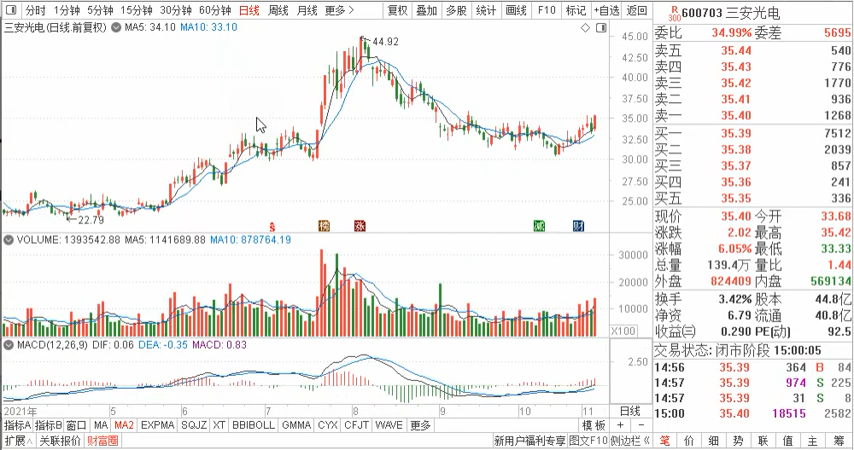 分时 1分钟 5分钟 15分钟 30分钟 60分钟 日线 周线 月线 更多 复权 叠加 多股 统计 画线 F10 标记 +自选 返回
三安光电 (日线.前复权) MA5: 34.10 MA10: 33.10
45.00
44.92
40.00
35.00
30.00
25.00
22.79
S 榜 涨 减 财
VOLUME: 1393542.88 MA5: 1141689.88 MA10: 878764.19
30000
20000
10000
X100
MACD(12,26,9) DIF: 0.06 DEA: -0.35 MACD: 0.83
2.50
2021年 5 6 7 8 9 10 11 日线
指标A 指标B 窗口 MA MA2 EXPMA SQJZ XT BBIBOLL GMMA CYX CFJT WAVE 更多 模板 + -
扩展∧ 关联报价 财富圈 新用户福利专享 图文F10 侧边栏《
R 300 600703 三安光电
委比 34.99% 委差 5695
卖五 35.44 540
卖四 35.43 776
卖三 35.42 1770
卖二 35.41 936
卖一 35.40 1268
买一 35.39 7512
买二 35.38 2039
买三 35.37 857
买四 35.36 241
买五 35.35 336
现价 35.40 今开 33.68
涨跌 2.02 最高 35.42
涨幅 6.05% 最低 33.33
总量 139.4万 量比 1.44
外盘 824409 内盘 569134
换手 3.42% 股本 44.8亿
净资 6.79 流通 40.8亿
收益㈢ 0.290 PE(动) 92.5
交易状态: 闭市阶段 15:00:05
14:56 35.39 364 B 84
14:57 35.39 974 S 225
14:57 35.39 31 S 8
15:00 35.40 18515 2582
笔 价 细 势 联 值 主 筹